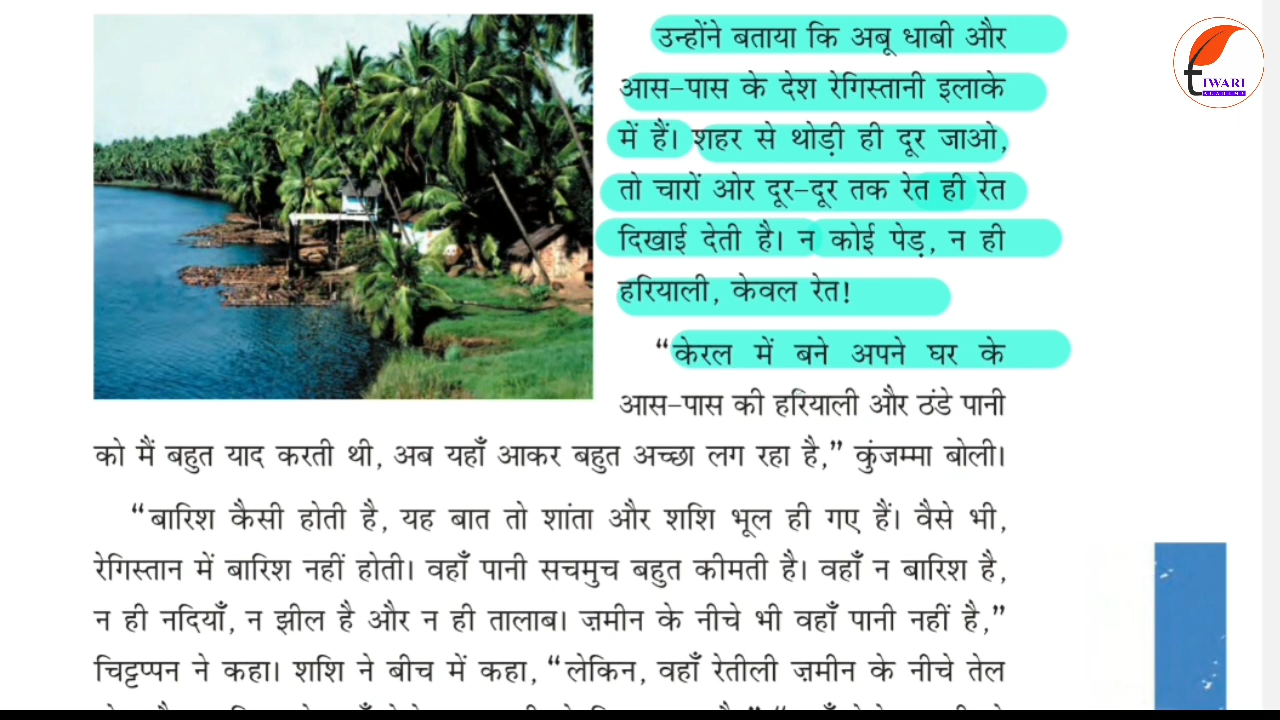 उन्होंने बताया कि अबू धाबी और
आस-पास के देश रेगिस्तानी इलाके
में हैं। शहर से थोड़ी ही दूर जाओ,
तो चारों ओर दूर-दूर तक रेत ही रेत
दिखाई देती है। न कोई पेड़, न ही
हरियाली, केवल रेत!
“केरल में बने अपने घर के
आस-पास की हरियाली और ठंडे पानी
को मैं बहुत याद करती थी, अब यहाँ आकर बहुत अच्छा लग रहा है,” कुंजम्मा बोली।
“बारिश कैसी होती है, यह बात तो शांता और शशि भूल ही गए हैं। वैसे भी,
रेगिस्तान में बारिश नहीं होती। वहाँ पानी सचमुच बहुत कीमती है। वहाँ न बारिश है,
न ही नदियाँ, न झील है और न ही तालाब। ज़मीन के नीचे भी वहाँ पानी नहीं है,”
चिट्टप्पन ने कहा। शशि ने बीच में कहा, “लेकिन, वहाँ रेतीली ज़मीन के नीचे तेल
TIWARI
ACADEMY